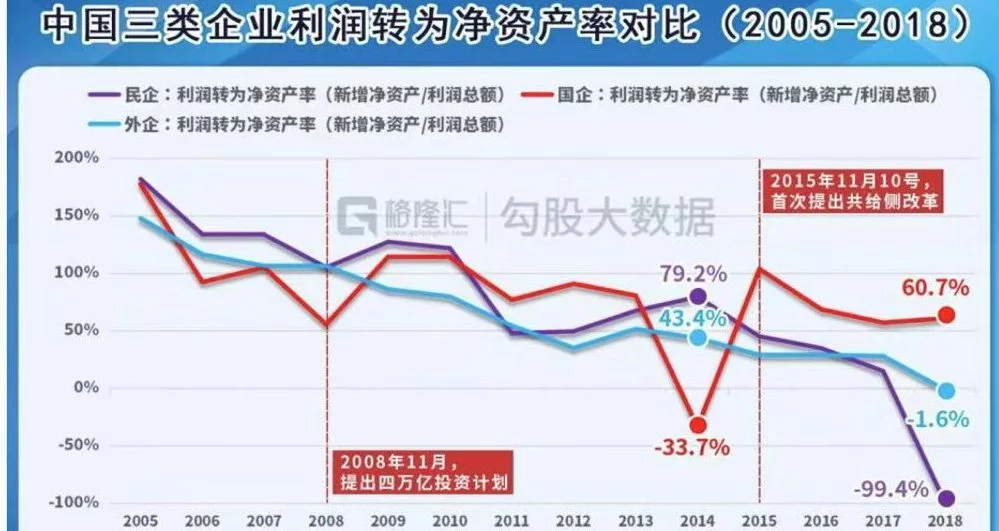 中国三类企业利润转为净资产率对比（2005-2018）
民企：利润转为净资产率（新增净资产/利润总额）
国企：利润转为净资产率（新增净资产/利润总额）
外企：利润转为净资产率（新增净资产/利润总额）
200%
150%
100%
50%
0%
-50%
-100%
格隆汇
勾股大数据
2015年11月10号，
首次提出共给侧改革
79.2%
43.4%
-33.7%
60.7%
-1.6%
-99.4%
2008年11月，
提出四万亿投资计划
2005 2006 2007 2008 2009 2010 2011 2012 2013 2014 2015 2016 2017 2018